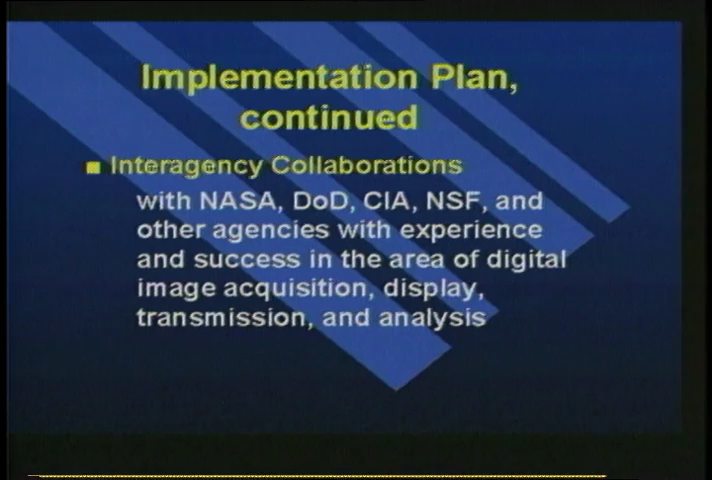 Implementation Plan,
continued
Interagency Collaborations
with NASA, DoD, CIA, NSF, and
other agencies with experience
and success in the area of digital
image acquisition, display,
transmission, and analysis